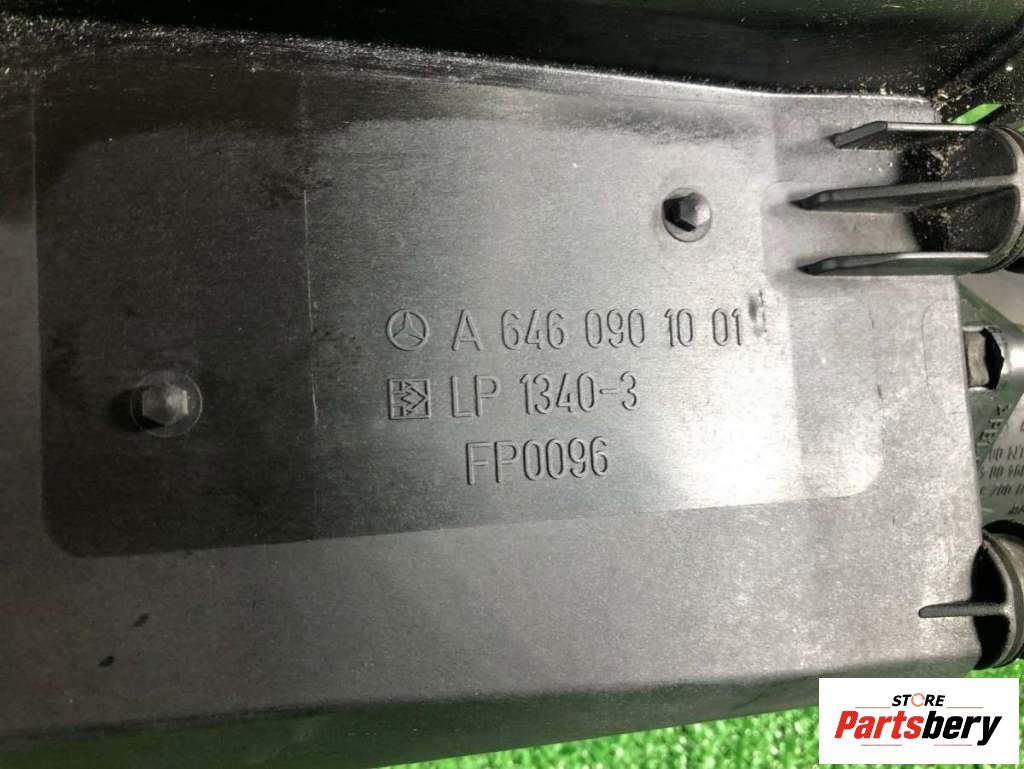 A 646 090 10 01
LP 1340-3
FP0096
STORE
Partsbery